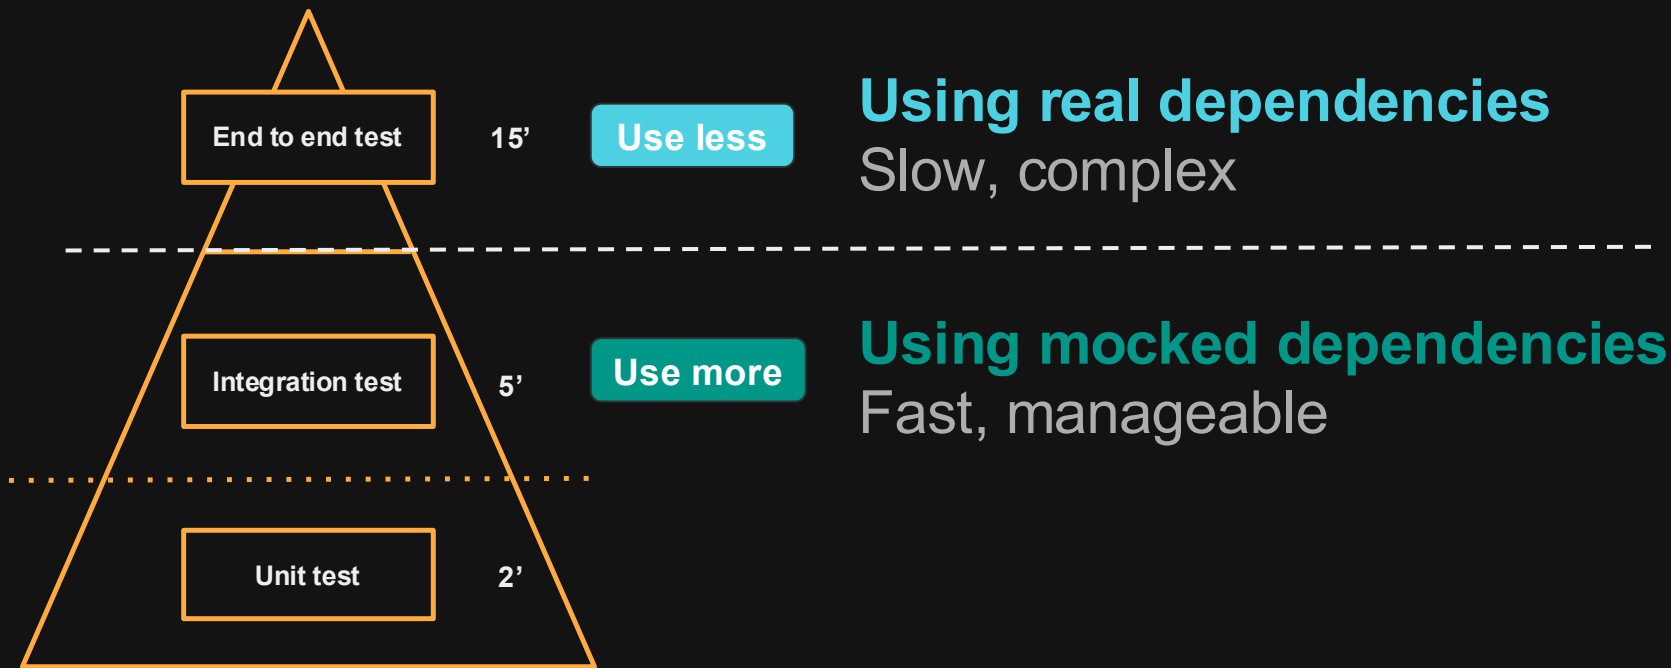 End to end test
15’
Use less
Using real dependencies
Slow, complex
Integration test
5’
Use more
Using mocked dependencies
Fast, manageable
Unit test
2’